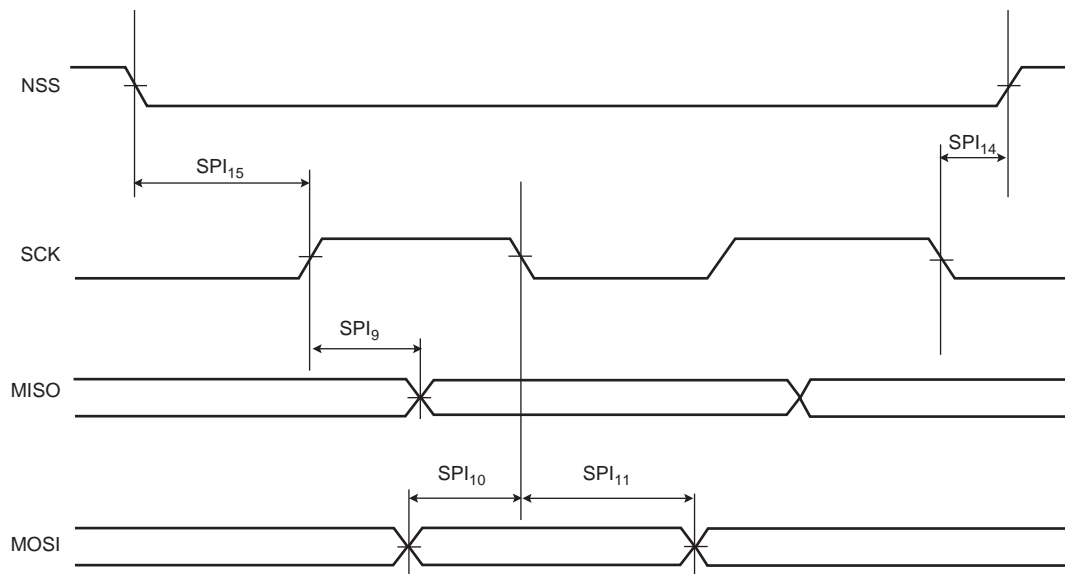 NSS
SPI₁₄
SPI₁₅
SCK
SPI₉
MISO
SPI₁₀ SPI₁₁
MOSI